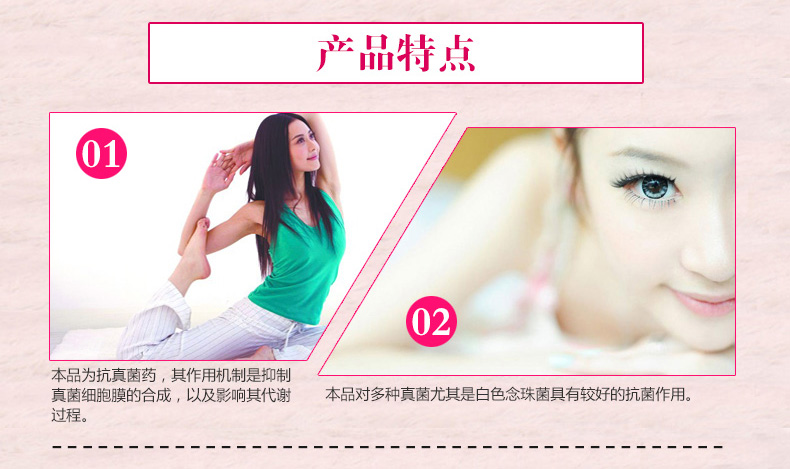 产品特点
01
本品为抗真菌药，其作用机制是抑制
真菌细胞膜的合成，以及影响其代谢
过程。
02
本品对多种真菌尤其是白色念珠菌具有较好的抗菌作用。